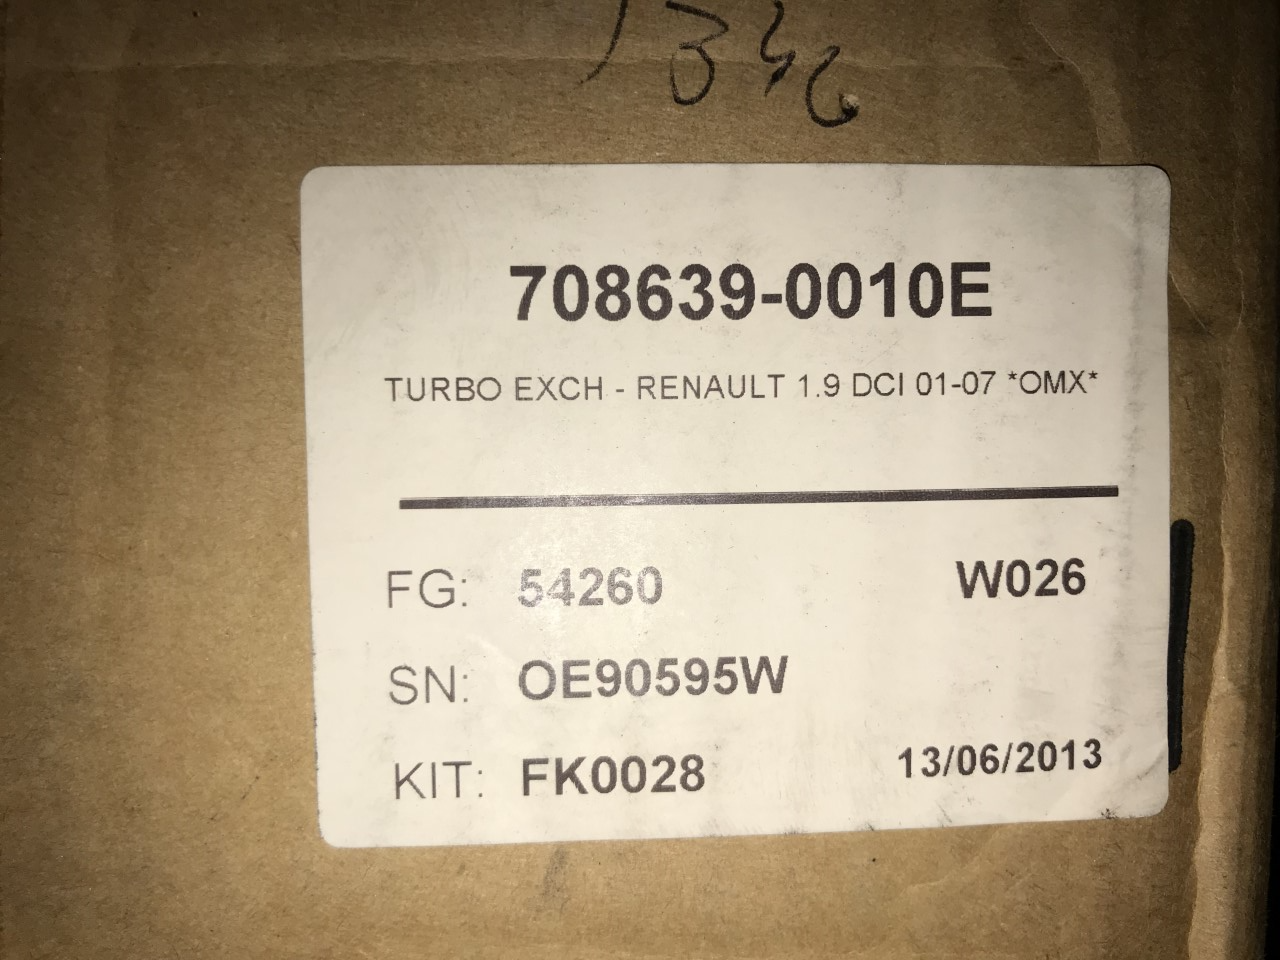 708639-0010E
TURBO EXCH - RENAULT 1.9 DCI 01-07 *OMX*
FG: 54260 W026
SN: OE90595W
KIT: FK0028 13/06/2013